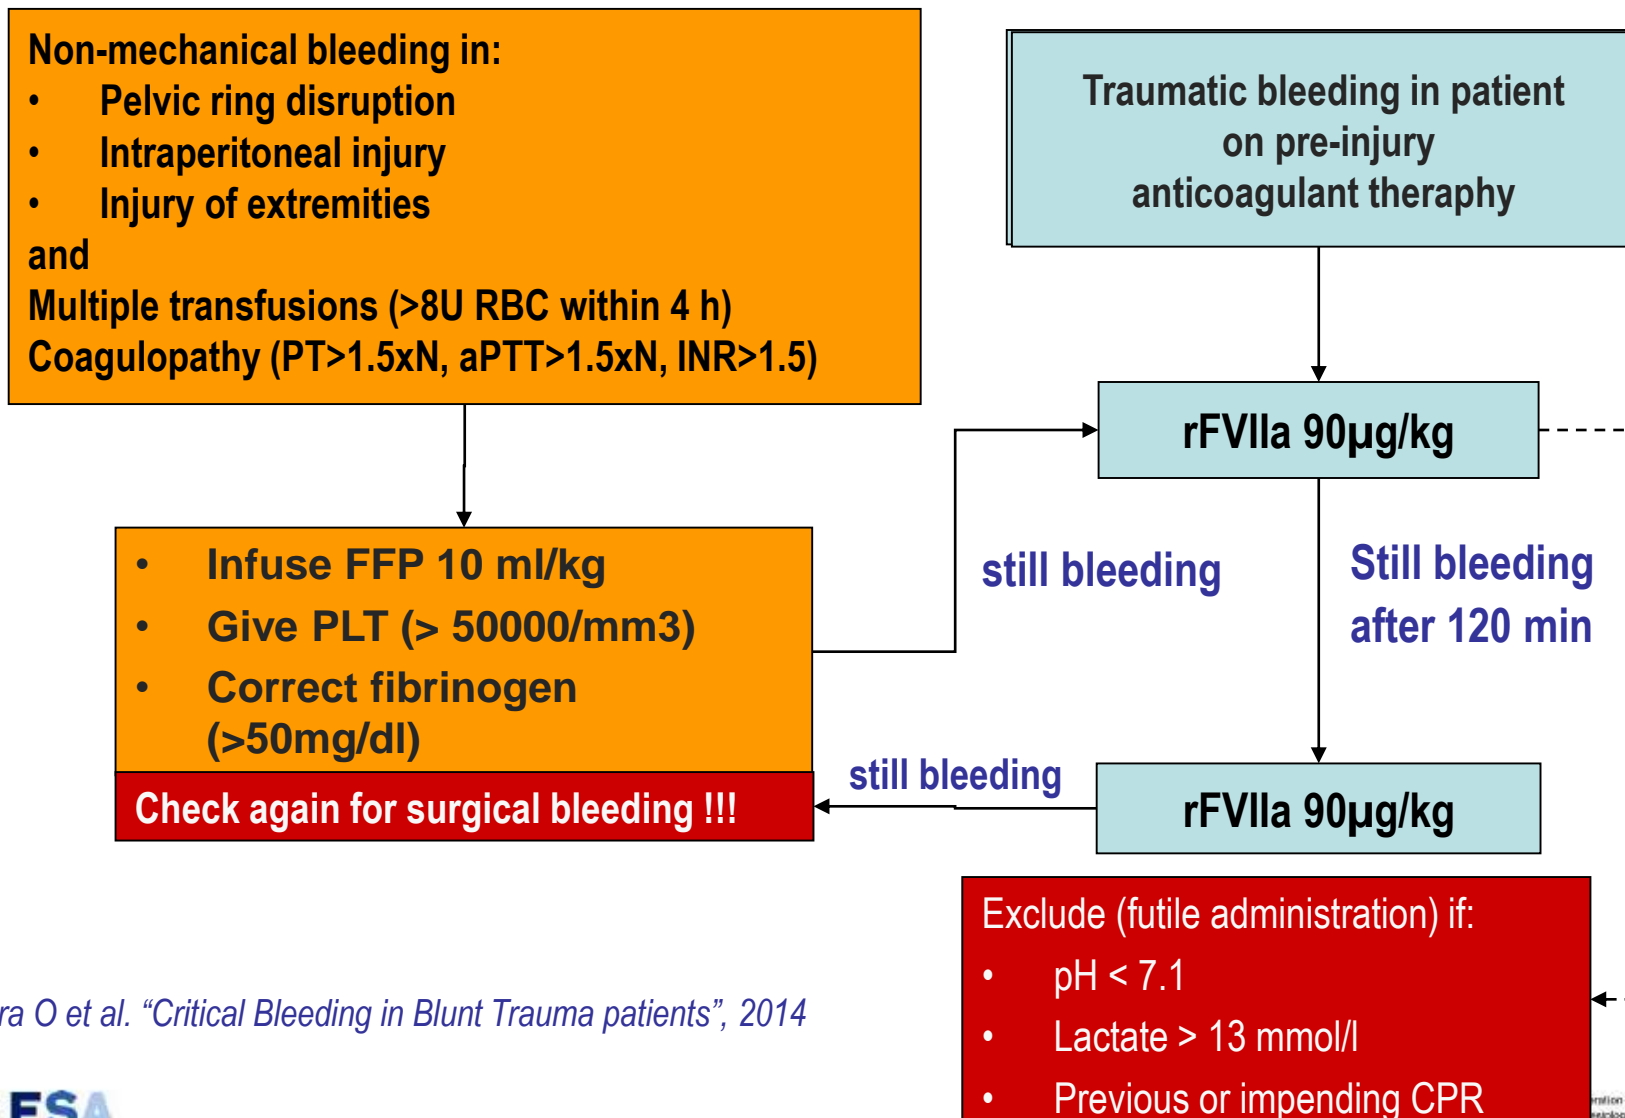 Non-mechanical bleeding in:
• Pelvic ring disruption
• Intraperitoneal injury
• Injury of extremities
and
Multiple transfusions (>8U RBC within 4 h)
Coagulopathy (PT>1.5xN, aPTT>1.5xN, INR>1.5)
Traumatic bleeding in patient
on pre-injury
anticoagulant theraphy
rFVIIa 90µg/kg
• Infuse FFP 10 ml/kg
• Give PLT (> 50000/mm3)
• Correct fibrinogen
(>50mg/dl)
Check again for surgical bleeding !!!
still bleeding
Still bleeding
after 120 min
still bleeding
rFVIIa 90µg/kg
Exclude (futile administration) if:
• pH < 7.1
• Lactate > 13 mmol/l
• Previous or impending CPR
ra O et al. “Critical Bleeding in Blunt Trauma patients”, 2014
ESA